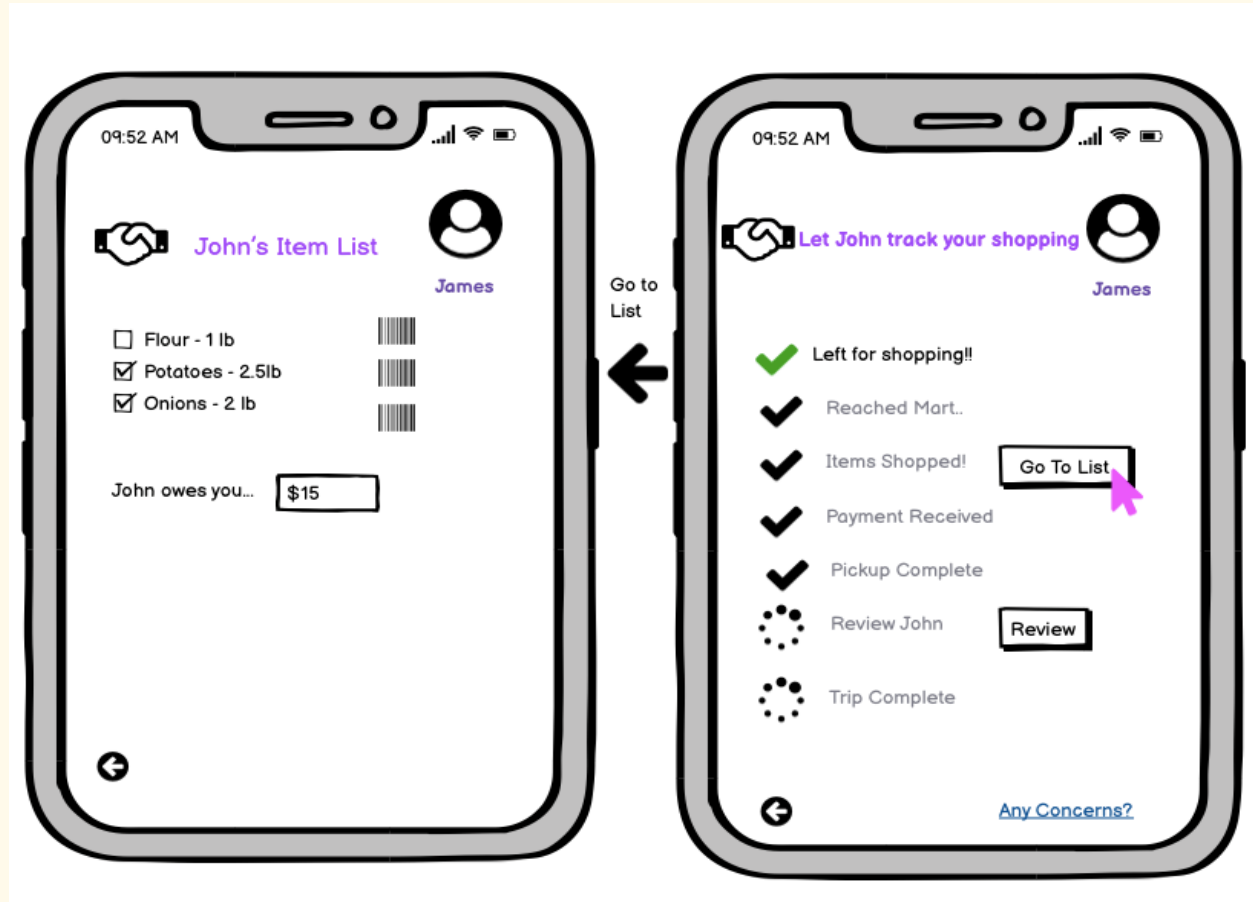 09:52 AM
John's Item List
James
Flour - 1 lb
Potatoes - 2.5lb
Onions - 2 lb
John owes you...
$15
Go to
List
09:52 AM
Let John track your shopping
James
Left for shopping!!
Reached Mart..
Items Shopped!
Go To List
Payment Received
Pickup Complete
Review John
Review
Trip Complete
Any Concerns?